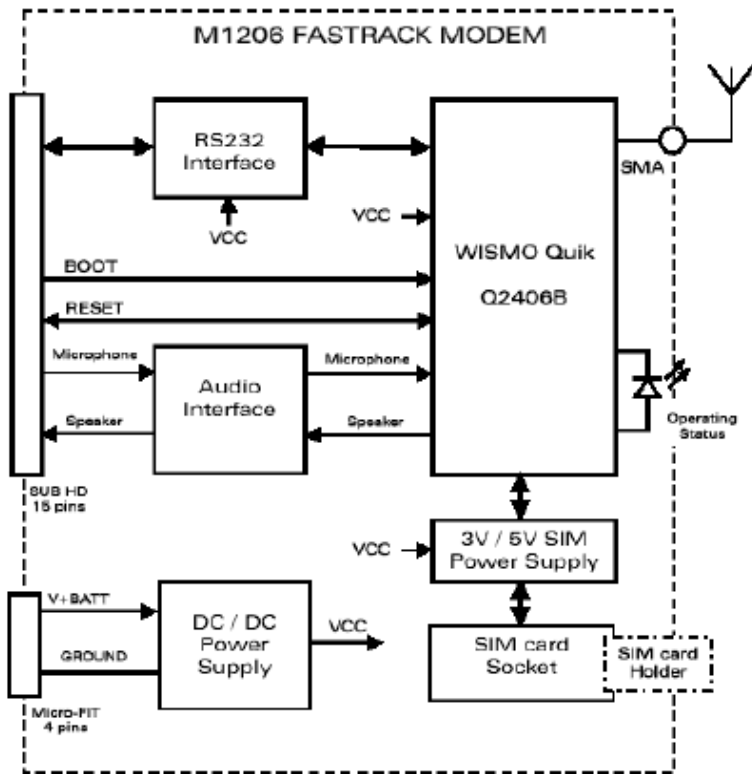 M1206 FASTRACK MODEM
RS232
Interface
VCC
SMA
VCC
WISMO Quik
Q2406B
BOOT
RESET
Microphone
Microphone
Audio
Interface
Speaker
Speaker
Operating
Status
SUB HD
15 pins
VCC
3V / 5V SIM
Power Supply
V+BATT
DC / DC
Power
Supply
VCC
GROUND
SIM card
Socket
SIM card
Holder
Micro-FIT
4 pins